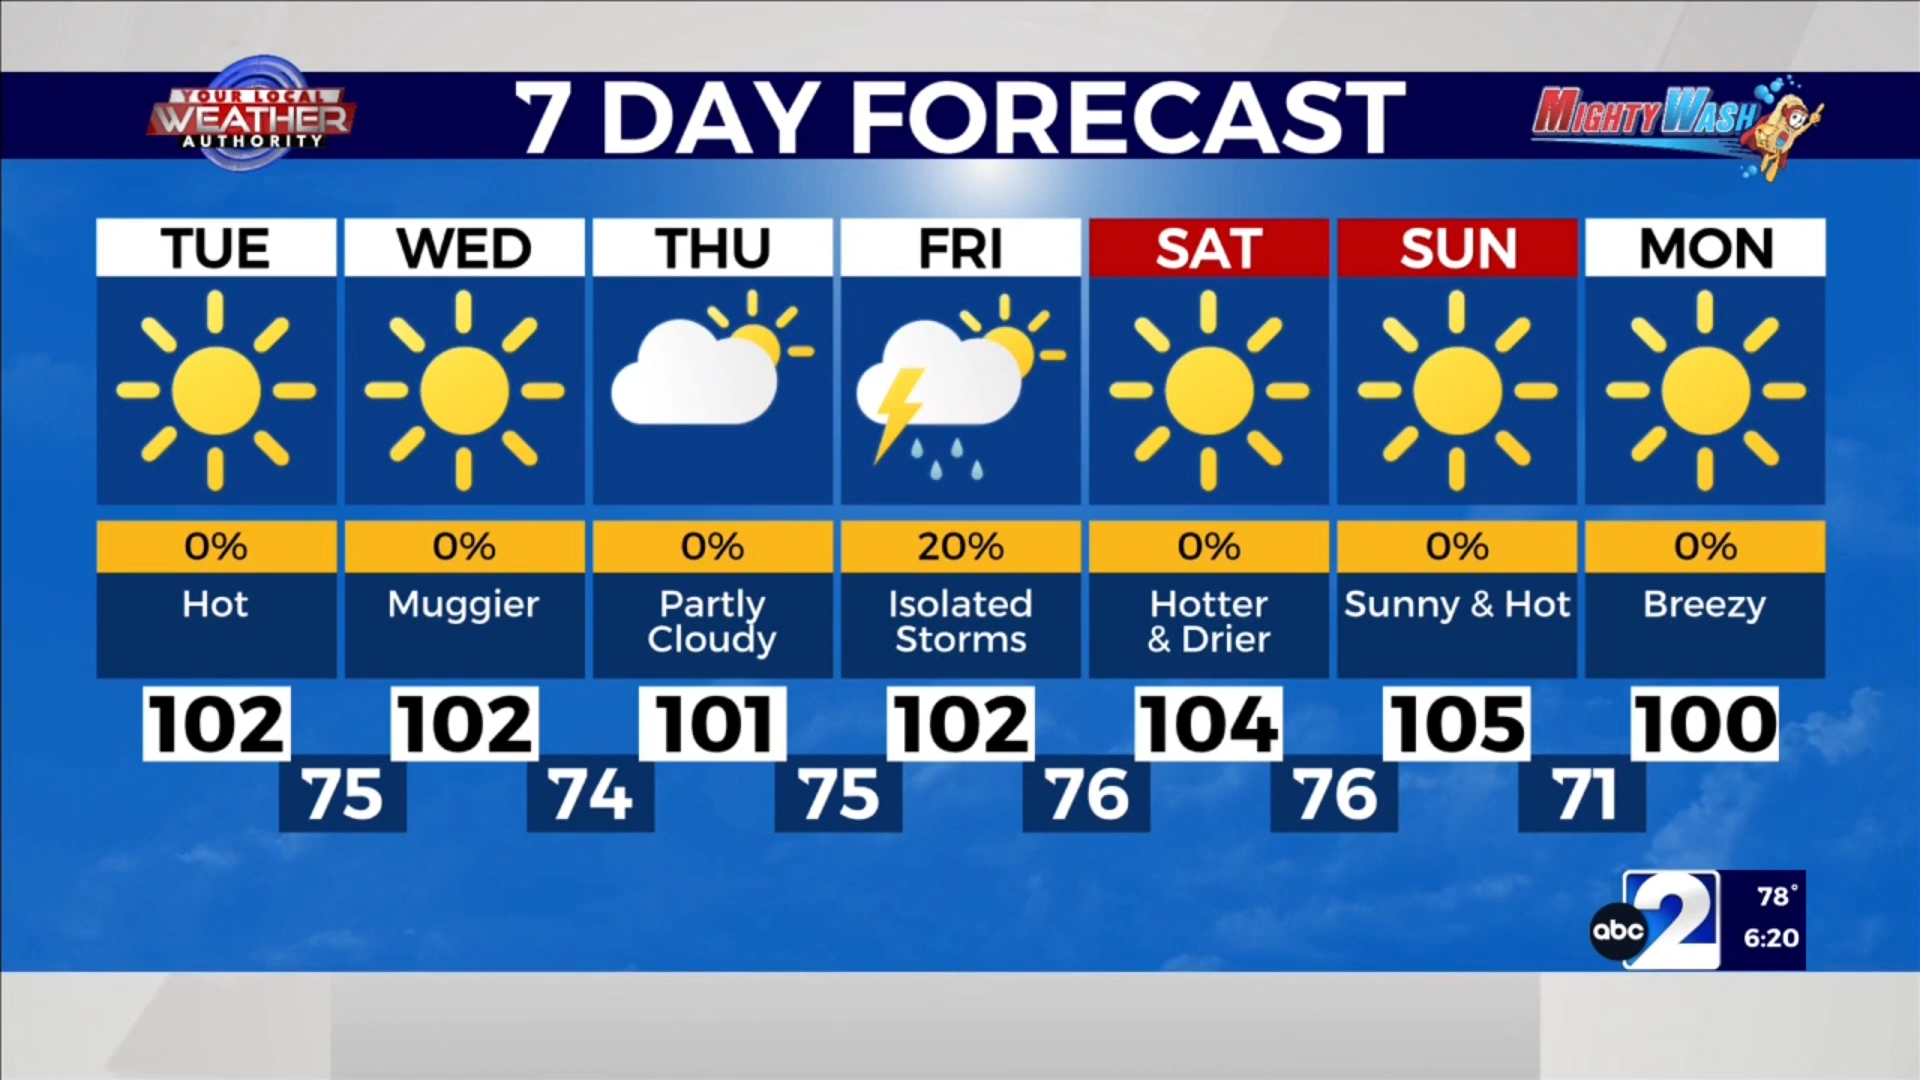 YOUR LOCAL
WEATHER
AUTHORITY
7 DAY FORECAST
MIGHTY WASH
TUE WED THU FRI SAT SUN MON
0% 0% 0% 20% 0% 0% 0%
Hot Muggier Partly Isolated Hotter Sunny & Hot Breezy
Cloudy Storms & Drier
102 102 101 102 104 105 100
75 74 75 76 76 71
78°
abc 2
6:20